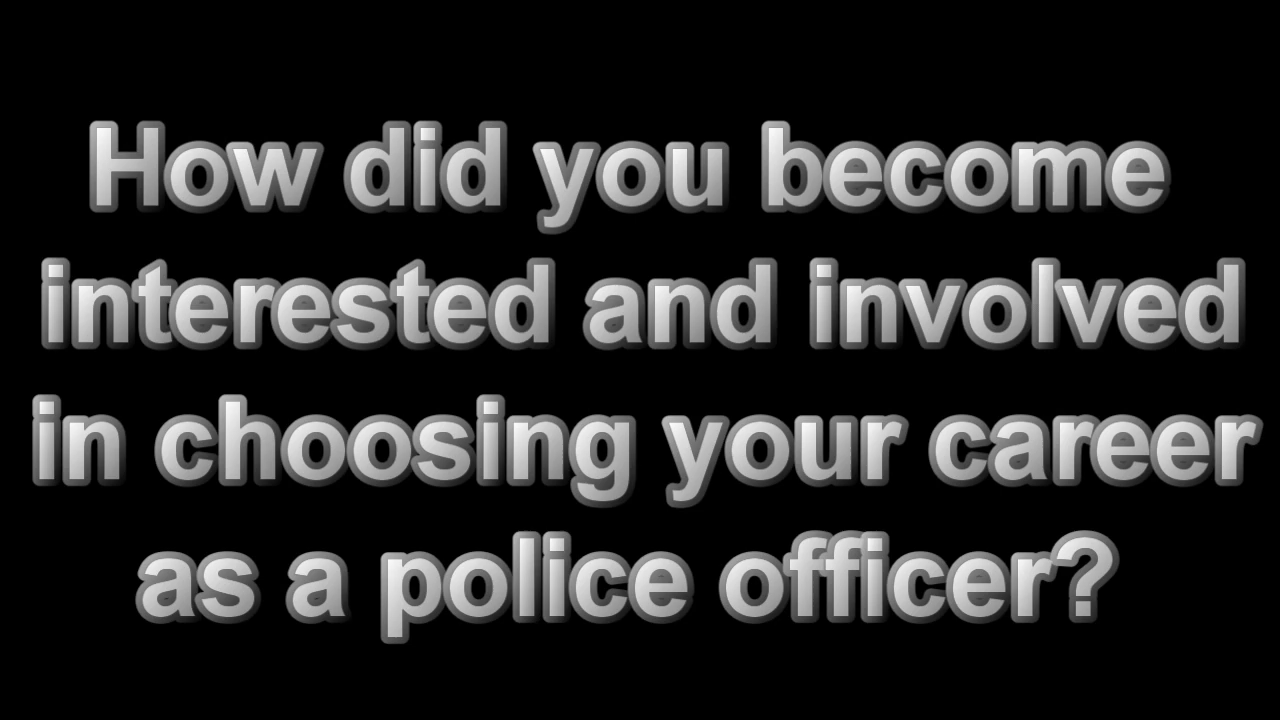 How did you become
interested and involved
in choosing your career
as a police officer?